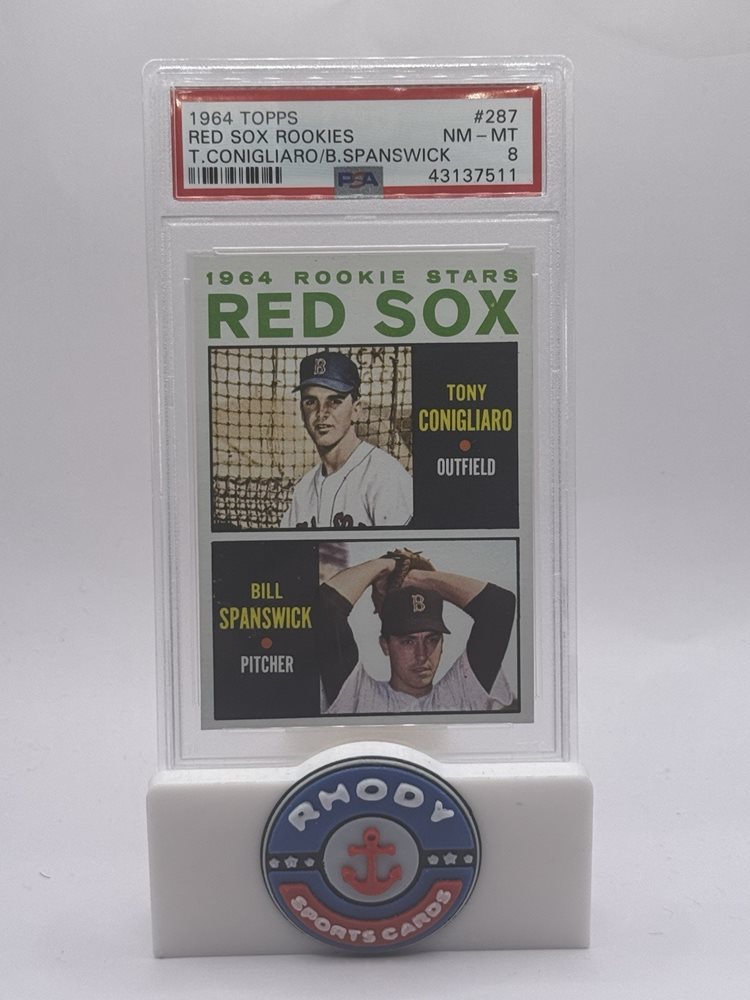 1964 TOPPS #287
RED SOX ROOKIES NM - MT
T.CONIGLIARO/B.SPANSWICK 8
PSA 43137511
1964 ROOKIE STARS
RED SOX
B
TONY
CONIGLIARO
OUTFIELD
BILL
SPANSWICK
PITCHER
B
RHODY
SPORTS CARDS